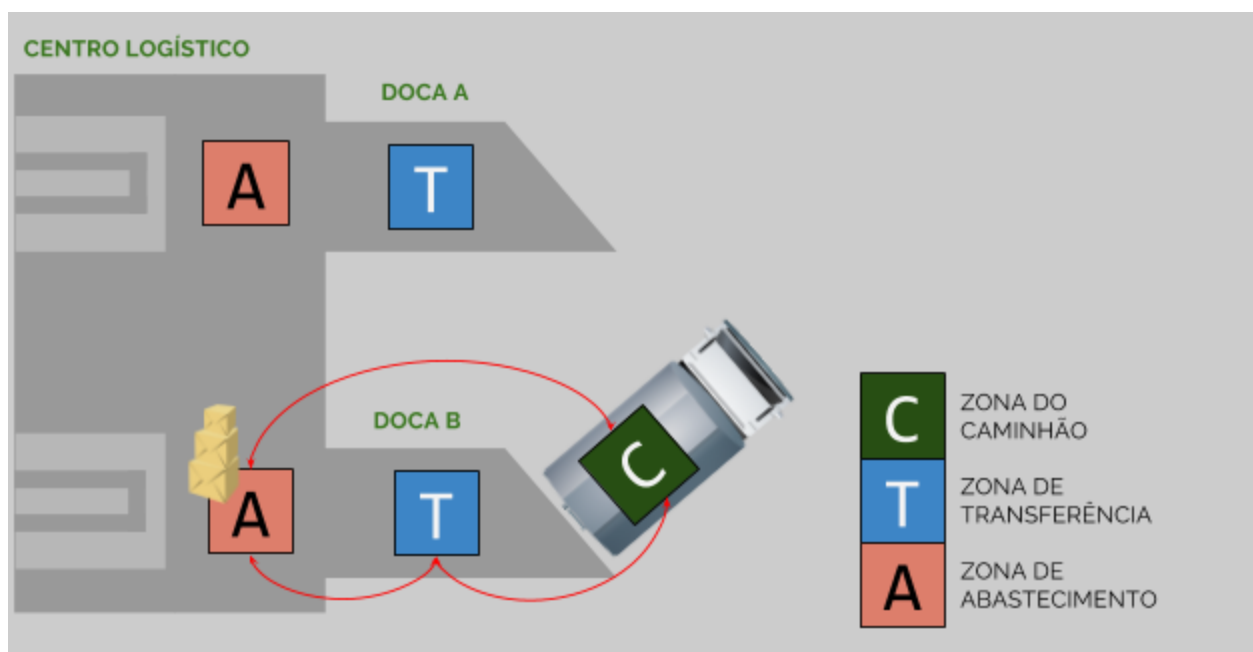 CENTRO LOGÍSTICO
DOCA A
A
T
DOCA B
A
T
C
C
ZONA DO
CAMINHÃO
T
ZONA DE
TRANSFERÊNCIA
A
ZONA DE
ABASTECIMENTO